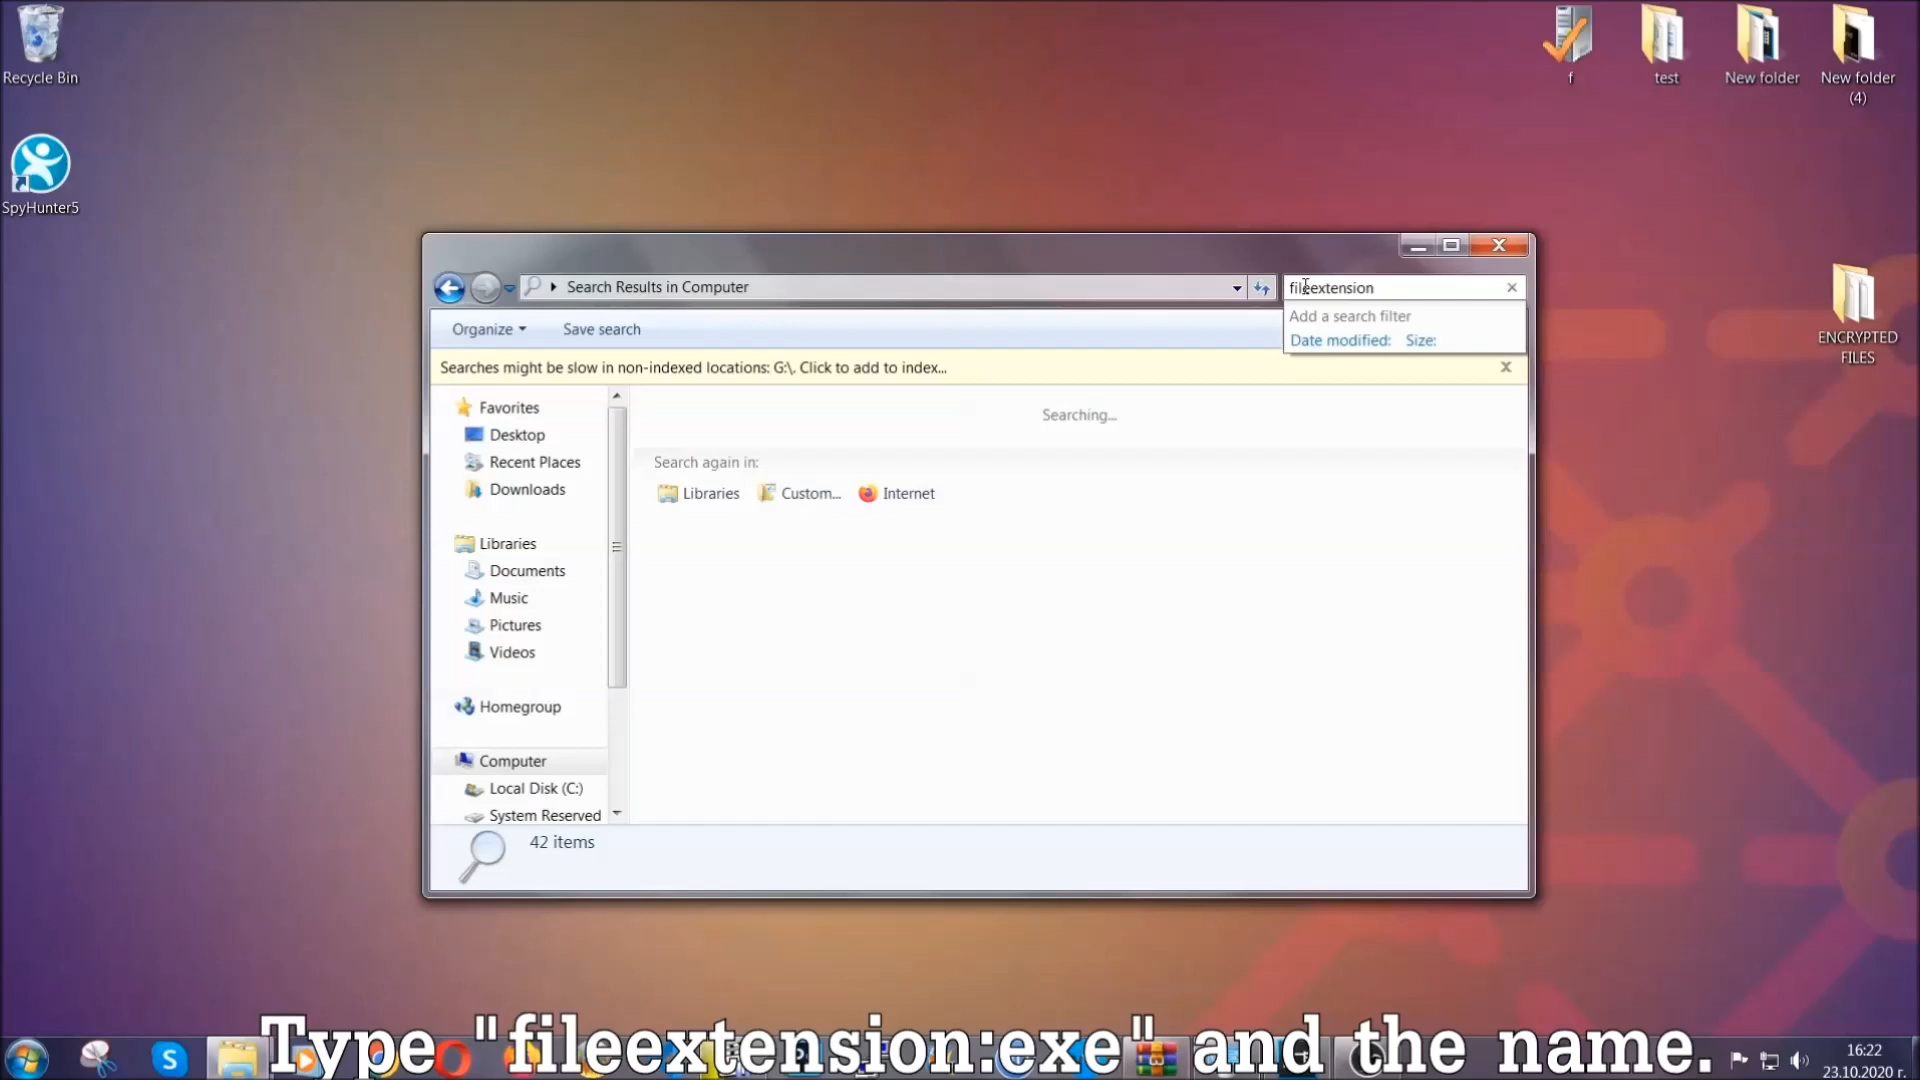 Recycle Bin
SpyHunter5
f
test
New folder
New folder (4)
ENCRYPTED FILES
Search Results in Computer
fileextension
Add a search filter
Date modified: Size:
Organize
Save search
Searches might be slow in non-indexed locations: G:\. Click to add to index...
Favorites
Desktop
Recent Places
Downloads
Libraries
Documents
Music
Pictures
Videos
Homegroup
Computer
Local Disk (C:)
System Reserved
Searching...
Search again in:
Libraries
Custom...
Internet
42 items
Type "fileextension:exe" and the name.
16:22
23.10.2020 г.